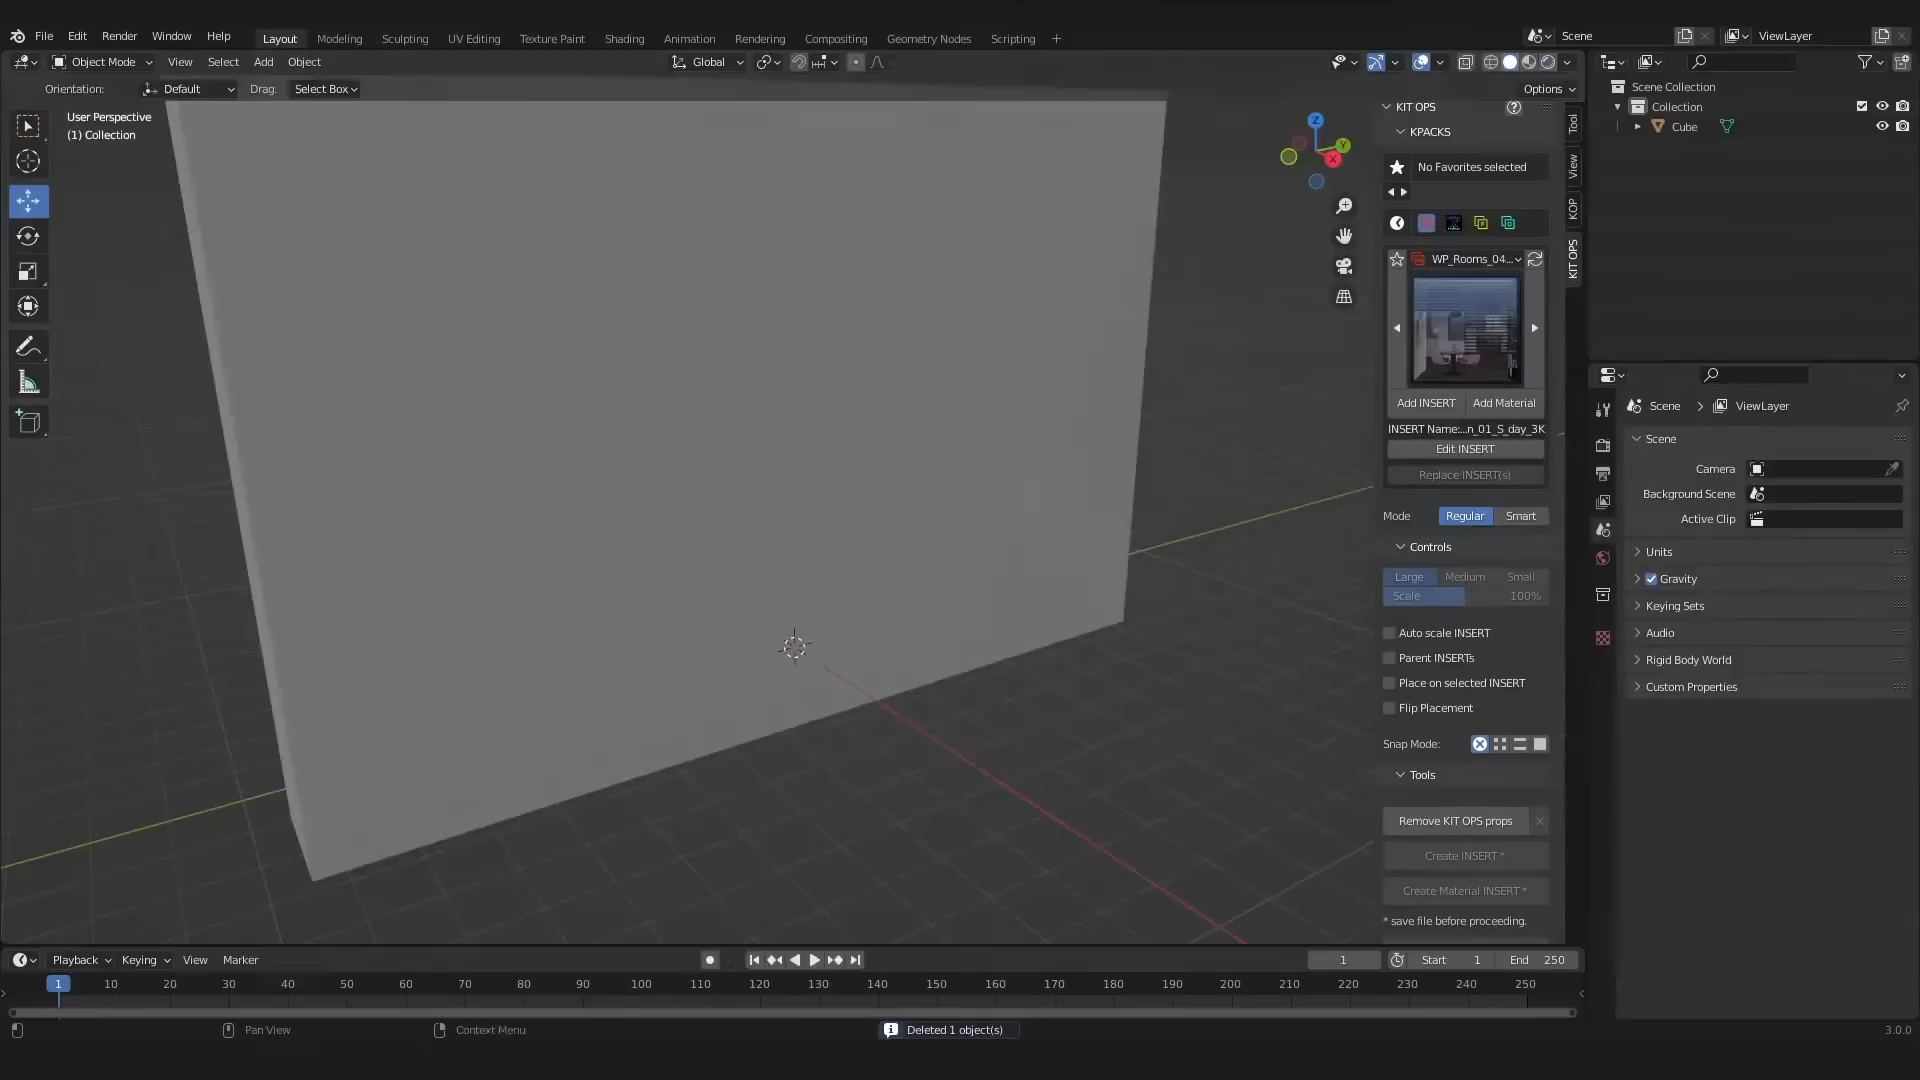 File Edit Render Window Help
Layout Modeling Sculpting UV Editing Texture Paint Shading Animation Rendering Compositing Geometry Nodes Scripting +
Scene
ViewLayer
Object Mode View Select Add Object
Global
Orientation: Default Drag: Select Box
Options
User Perspective
(1) Collection
Z
Y
X
KIT OPS
KPACKS
No Favorites selected
WP_Rooms_04...
Add INSERT Add Material
INSERT Name:...n_01_S_day_3K
Edit INSERT
Replace INSERT(s)
Mode Regular Smart
Controls
Large Medium Small
Scale 100%
Auto scale INSERT
Parent INSERTs
Place on selected INSERT
Flip Placement
Snap Mode:
Tools
Remove KIT OPS props
Create INSERT *
Create Material INSERT *
* save file before proceeding.
Tool
View
KOP
KIT OPS
Scene Collection
Collection
Cube
Scene > ViewLayer
Scene
Camera
Background Scene
Active Clip
Units
Gravity
Keying Sets
Audio
Rigid Body World
Custom Properties
Playback Keying View Marker
1 Start 1 End 250
1 10 20 30 40 50 60 70 80 90 100 110 120 130 140 150 160 170 180 190 200 210 220 230 240 250
Pan View Context Menu
Deleted 1 object(s)
3.0.0